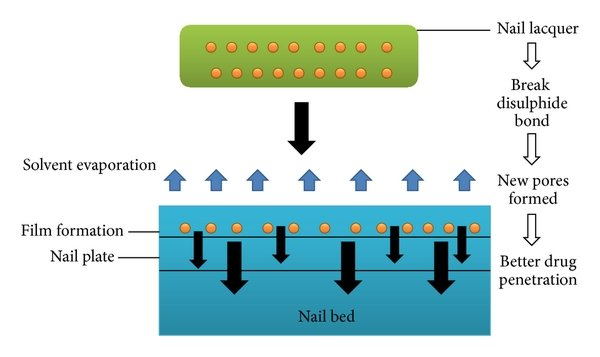 Nail lacquer
Break
disulphide
bond
Solvent evaporation
New pores
formed
Film formation
Nail plate
Better drug
penetration
Nail bed